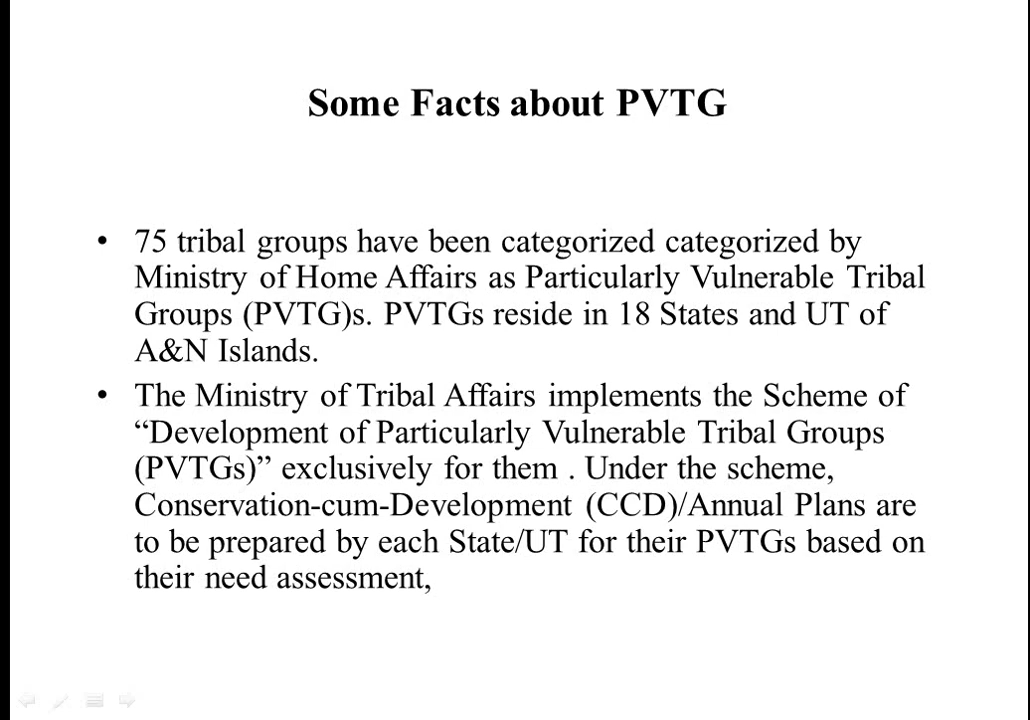 Some Facts about PVTG
• 75 tribal groups have been categorized categorized by
Ministry of Home Affairs as Particularly Vulnerable Tribal
Groups (PVTG)s. PVTGs reside in 18 States and UT of
A&N Islands.
• The Ministry of Tribal Affairs implements the Scheme of
“Development of Particularly Vulnerable Tribal Groups
(PVTGs)” exclusively for them . Under the scheme,
Conservation-cum-Development (CCD)/Annual Plans are
to be prepared by each State/UT for their PVTGs based on
their need assessment,